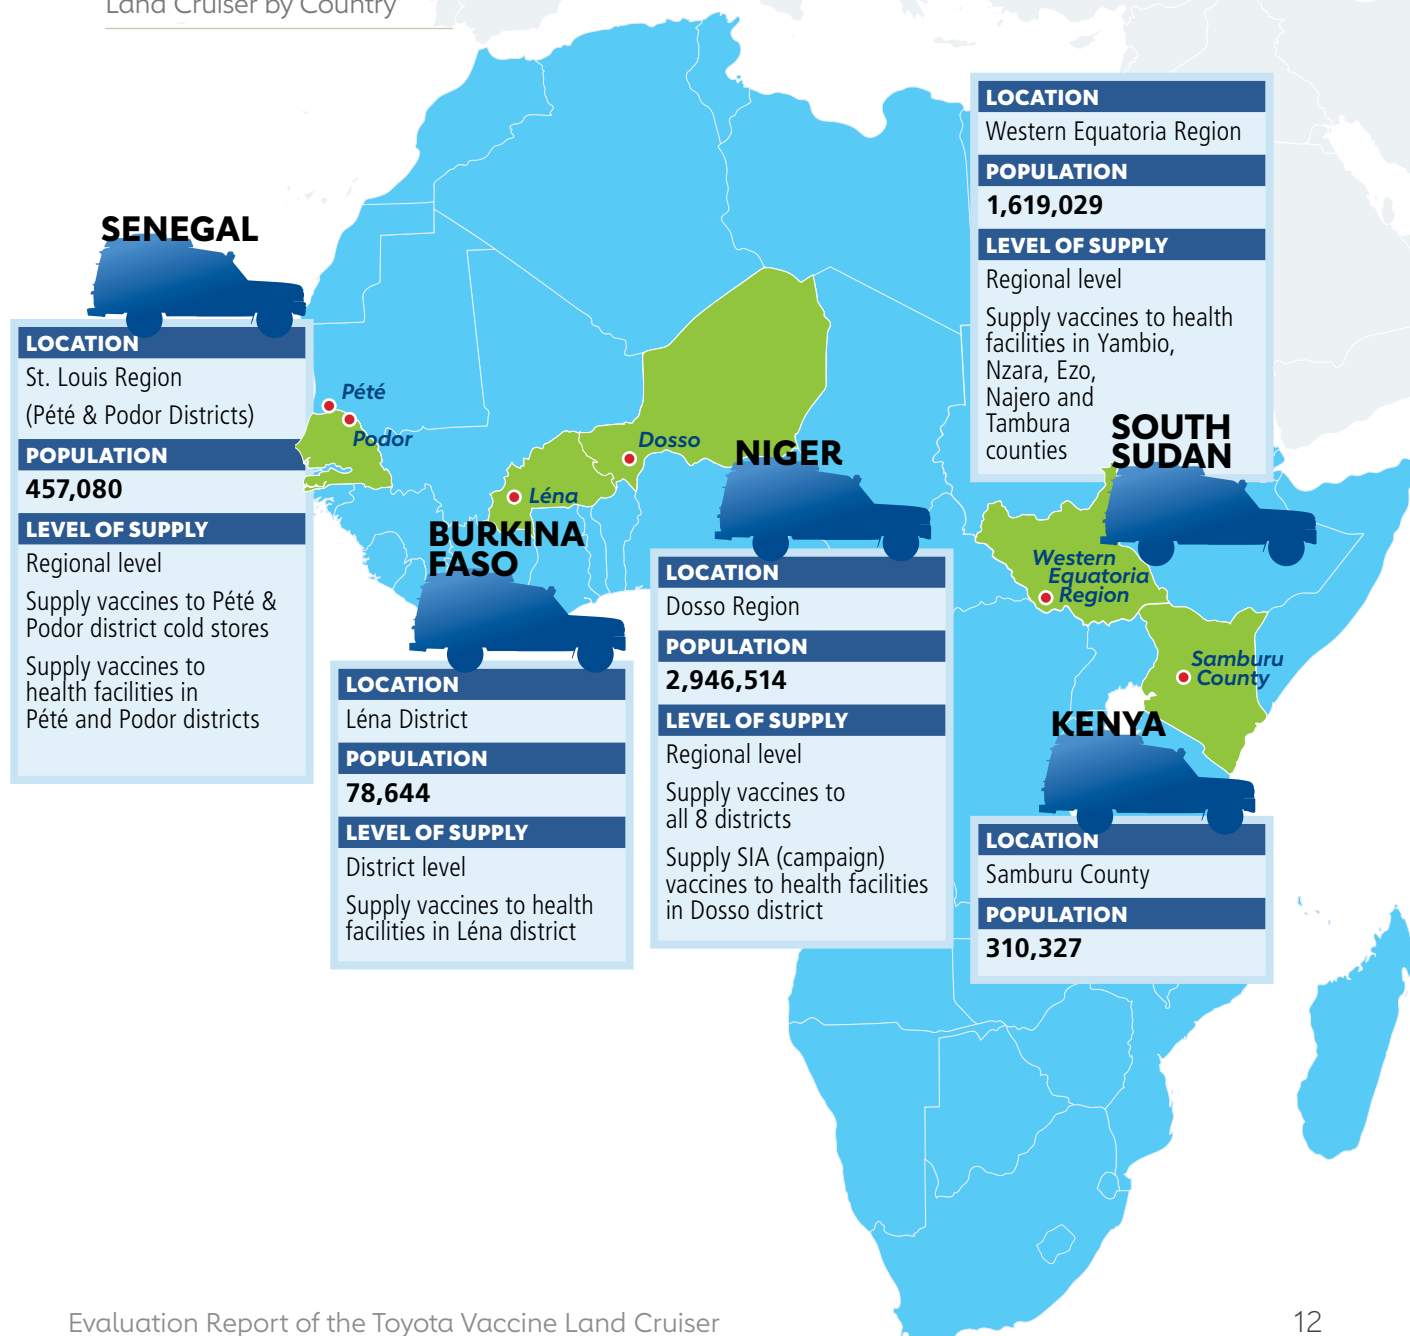 Land Cruiser by Country
SENEGAL
LOCATION
St. Louis Region
(Pété & Podor Districts)
POPULATION
457,080
LEVEL OF SUPPLY
Regional level
Supply vaccines to Pété &
Podor district cold stores
Supply vaccines to
health facilities in
Pété and Podor districts
Pété
Podor
Léna
Dosso
BURKINA
FASO
LOCATION
Léna District
POPULATION
78,644
LEVEL OF SUPPLY
District level
Supply vaccines to health
facilities in Léna district
NIGER
LOCATION
Dosso Region
POPULATION
2,946,514
LEVEL OF SUPPLY
Regional level
Supply vaccines to
all 8 districts
Supply SIA (campaign)
vaccines to health facilities
in Dosso district
LOCATION
Western Equatoria Region
POPULATION
1,619,029
LEVEL OF SUPPLY
Regional level
Supply vaccines to health
facilities in Yambio,
Nzara, Ezo,
Najero and
Tambura
counties
SOUTH
SUDAN
Western
Equatoria
Region
Samburu
County
KENYA
LOCATION
Samburu County
POPULATION
310,327
Evaluation Report of the Toyota Vaccine Land Cruiser
12